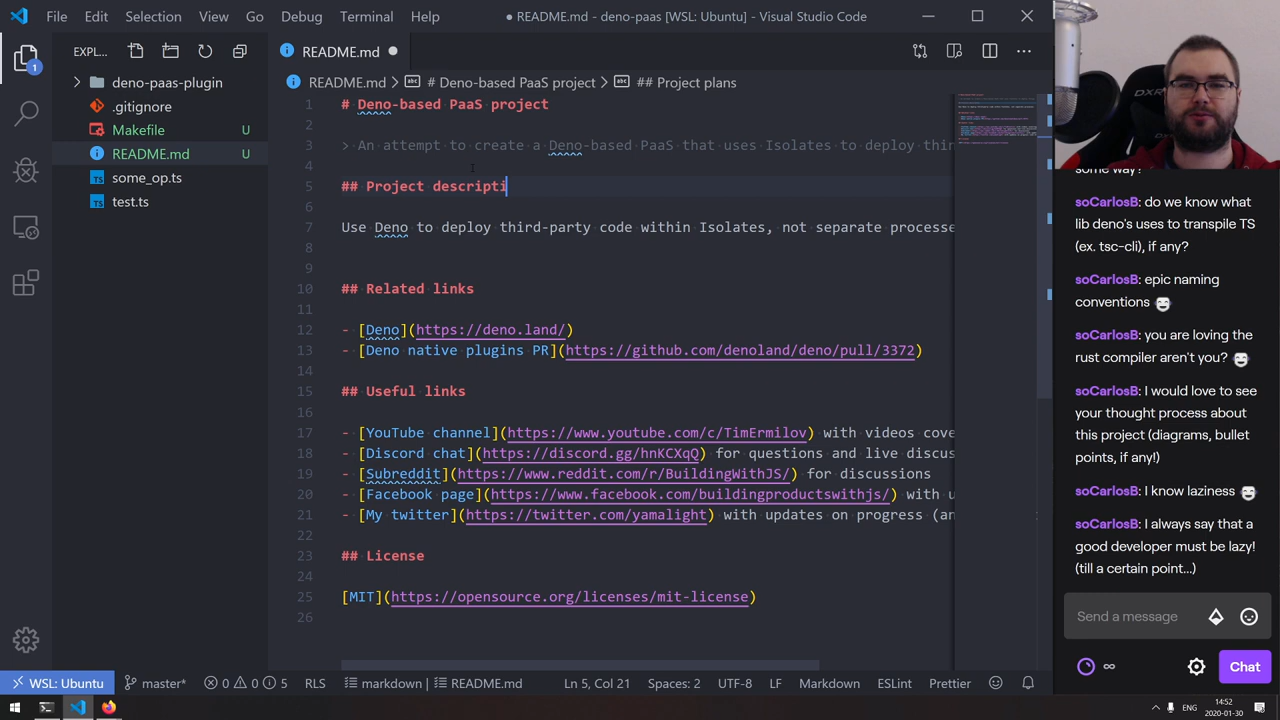 File Edit Selection View Go Debug Terminal Help ● README.md - deno-paas [WSL: Ubuntu] - Visual Studio Code
EXPL...
README.md
1
deno-paas-plugin
.gitignore
Makefile U
README.md U
some_op.ts
test.ts
README.md > # Deno-based PaaS project > ## Project plans
1 # Deno-based PaaS project
2
3 > An attempt to create a Deno-based PaaS that uses Isolates to deploy thir
4
5 ## Project descripti
6
7 Use Deno to deploy third-party code within Isolates, not separate processe
8
9
10 ## Related links
11
12 - [Deno](https://deno.land/)
13 - [Deno native plugins PR](https://github.com/denoland/deno/pull/3372)
14
15 ## Useful links
16
17 - [YouTube channel](https://www.youtube.com/c/TimErmilov) with videos cove
18 - [Discord chat](https://discord.gg/hnKCXqQ) for questions and live discus
19 - [Subreddit](https://www.reddit.com/r/BuildingWithJS/) for discussions
20 - [Facebook page](https://www.facebook.com/buildingproductswithjs/) with u
21 - [My twitter](https://twitter.com/yamalight) with updates on progress (an
22
23 ## License
24
25 [MIT](https://opensource.org/licenses/mit-license)
26
WSL: Ubuntu master* 0 0 5 RLS markdown | README.md Ln 5, Col 21 Spaces: 2 UTF-8 LF Markdown ESLint Prettier
some way?
soCarlosB: do we know what
lib deno's uses to transpile TS
(ex. tsc-cli), if any?
soCarlosB: epic naming
conventions
soCarlosB: you are loving the
rust compiler aren't you?
soCarlosB: I would love to see
your thought process about
this project (diagrams, bullet
points, if any!)
soCarlosB: I know laziness
soCarlosB: I always say that a
good developer must be lazy!
(till a certain point...)
Send a message
∞
Chat
ENG
14:52
2020-01-30